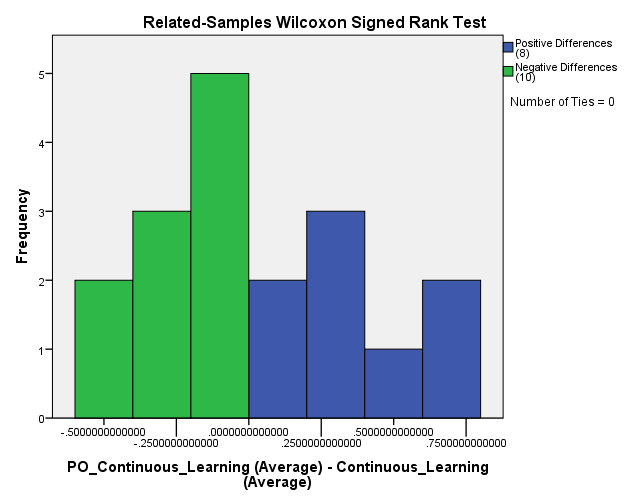 Related-Samples Wilcoxon Signed Rank Test
Positive Differences
(8)
Negative Differences
(10)
Number of Ties = 0
Frequency
5
4
3
2
1
0
-.5000000000000
-.2500000000000
.0000000000000
.2500000000000
.5000000000000
.7500000000000
PO_Continuous_Learning (Average) - Continuous_Learning
(Average)